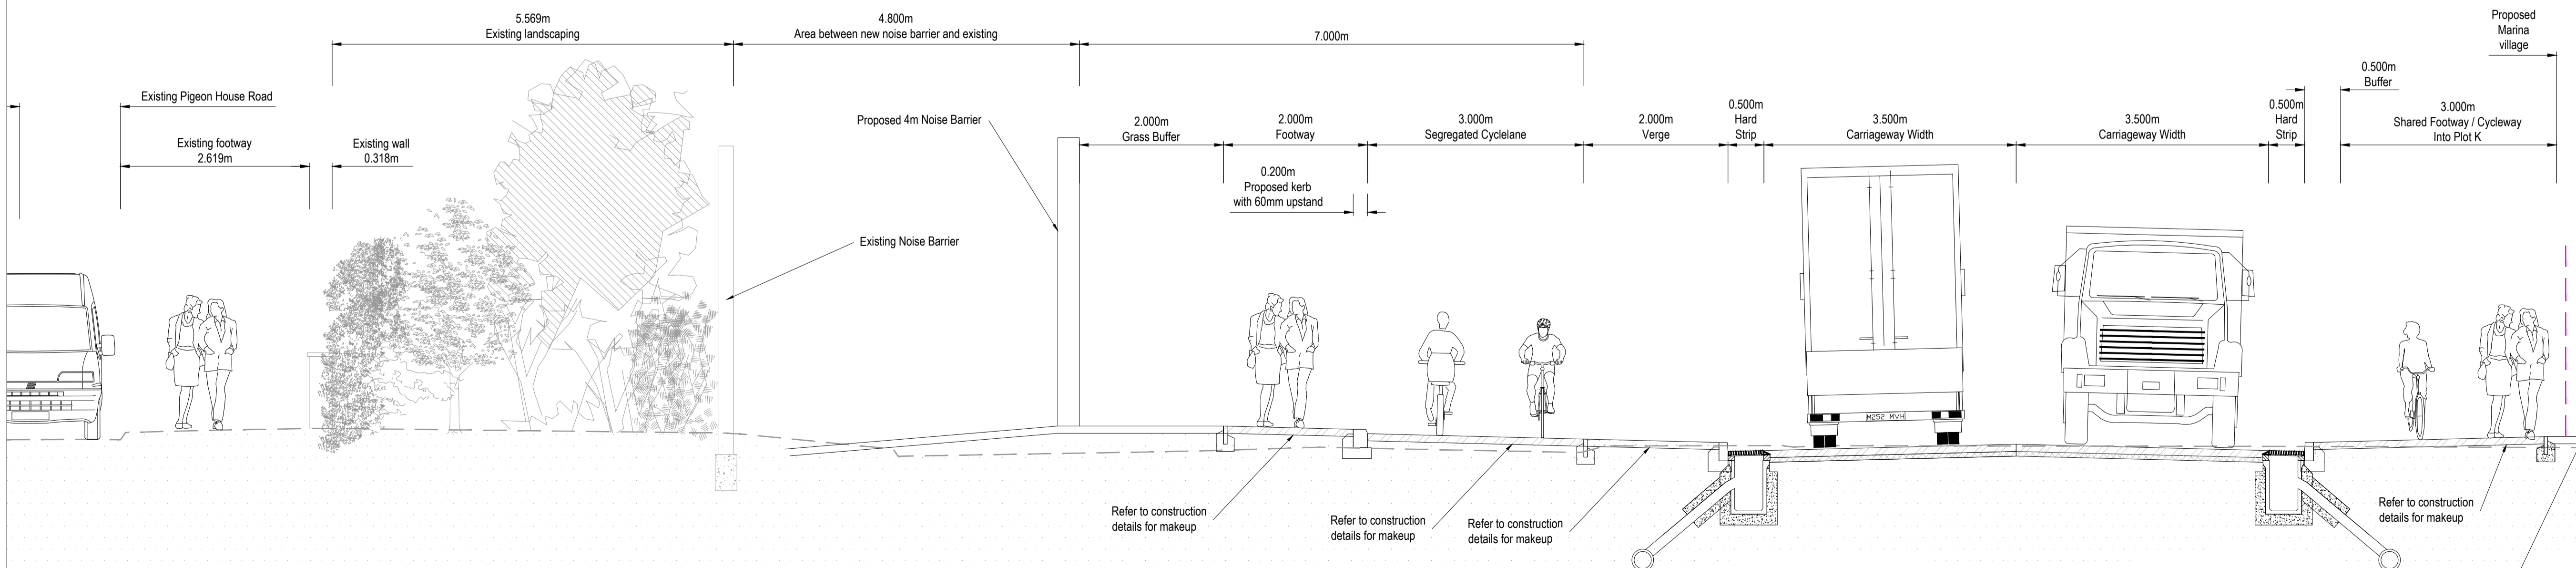 5.569m
Existing landscaping
4.800m
Area between new noise barrier and existing
7.000m
Proposed
Marina
village
0.500m
Buffer
Existing Pigeon House Road
Existing footway
2.619m
Existing wall
0.318m
Proposed 4m Noise Barrier
2.000m
Grass Buffer
2.000m
Footway
3.000m
Segregated Cyclelane
2.000m
Verge
0.500m
Hard
Strip
3.500m
Carriageway Width
3.500m
Carriageway Width
0.500m
Hard
Strip
3.000m
Shared Footway / Cycleway
Into Plot K
0.200m
Proposed kerb
with 60mm upstand
Existing Noise Barrier
M252 MVH
Refer to construction
details for makeup
Refer to construction
details for makeup
Refer to construction
details for makeup
Refer to construction
details for makeup